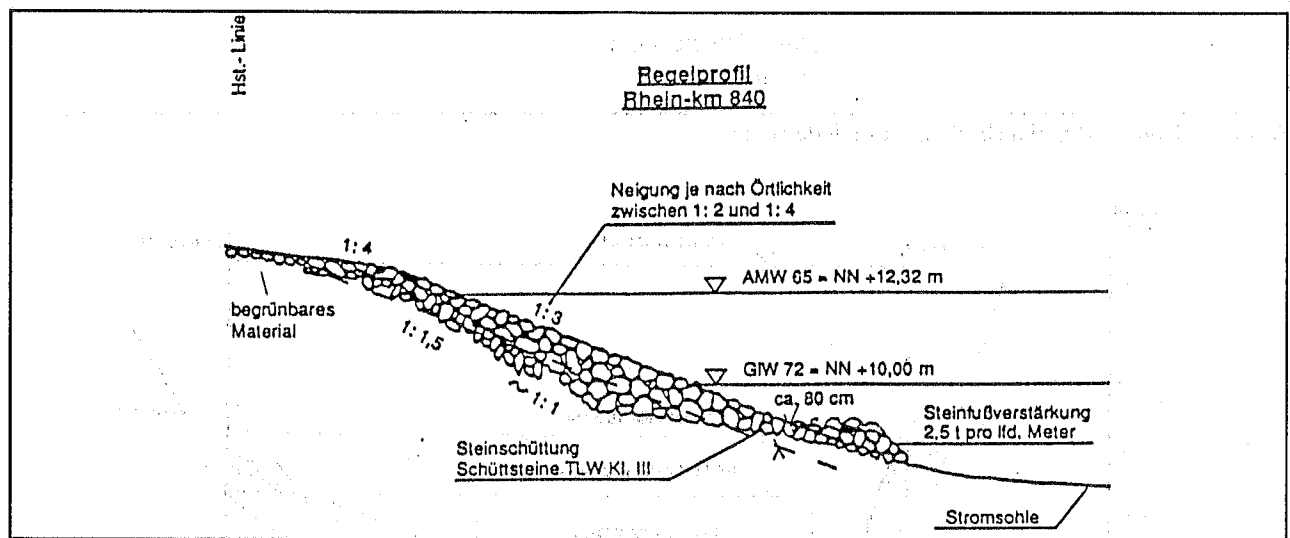 Hst.- Linie
Regelprofil
Rhein-km 840
Neigung je nach Örtlichkeit
zwischen 1: 2 und 1: 4
1: 4
AMW 65 = NN +12,32 m
begrünbares
Material
1: 3
1: 1,5
GlW 72 = NN +10,00 m
ca. 80 cm
~ 1: 1
Steinfußverstärkung
2,5 t pro lfd. Meter
Steinschüttung
Schüttsteine TLW Kl. III
Stromsohle